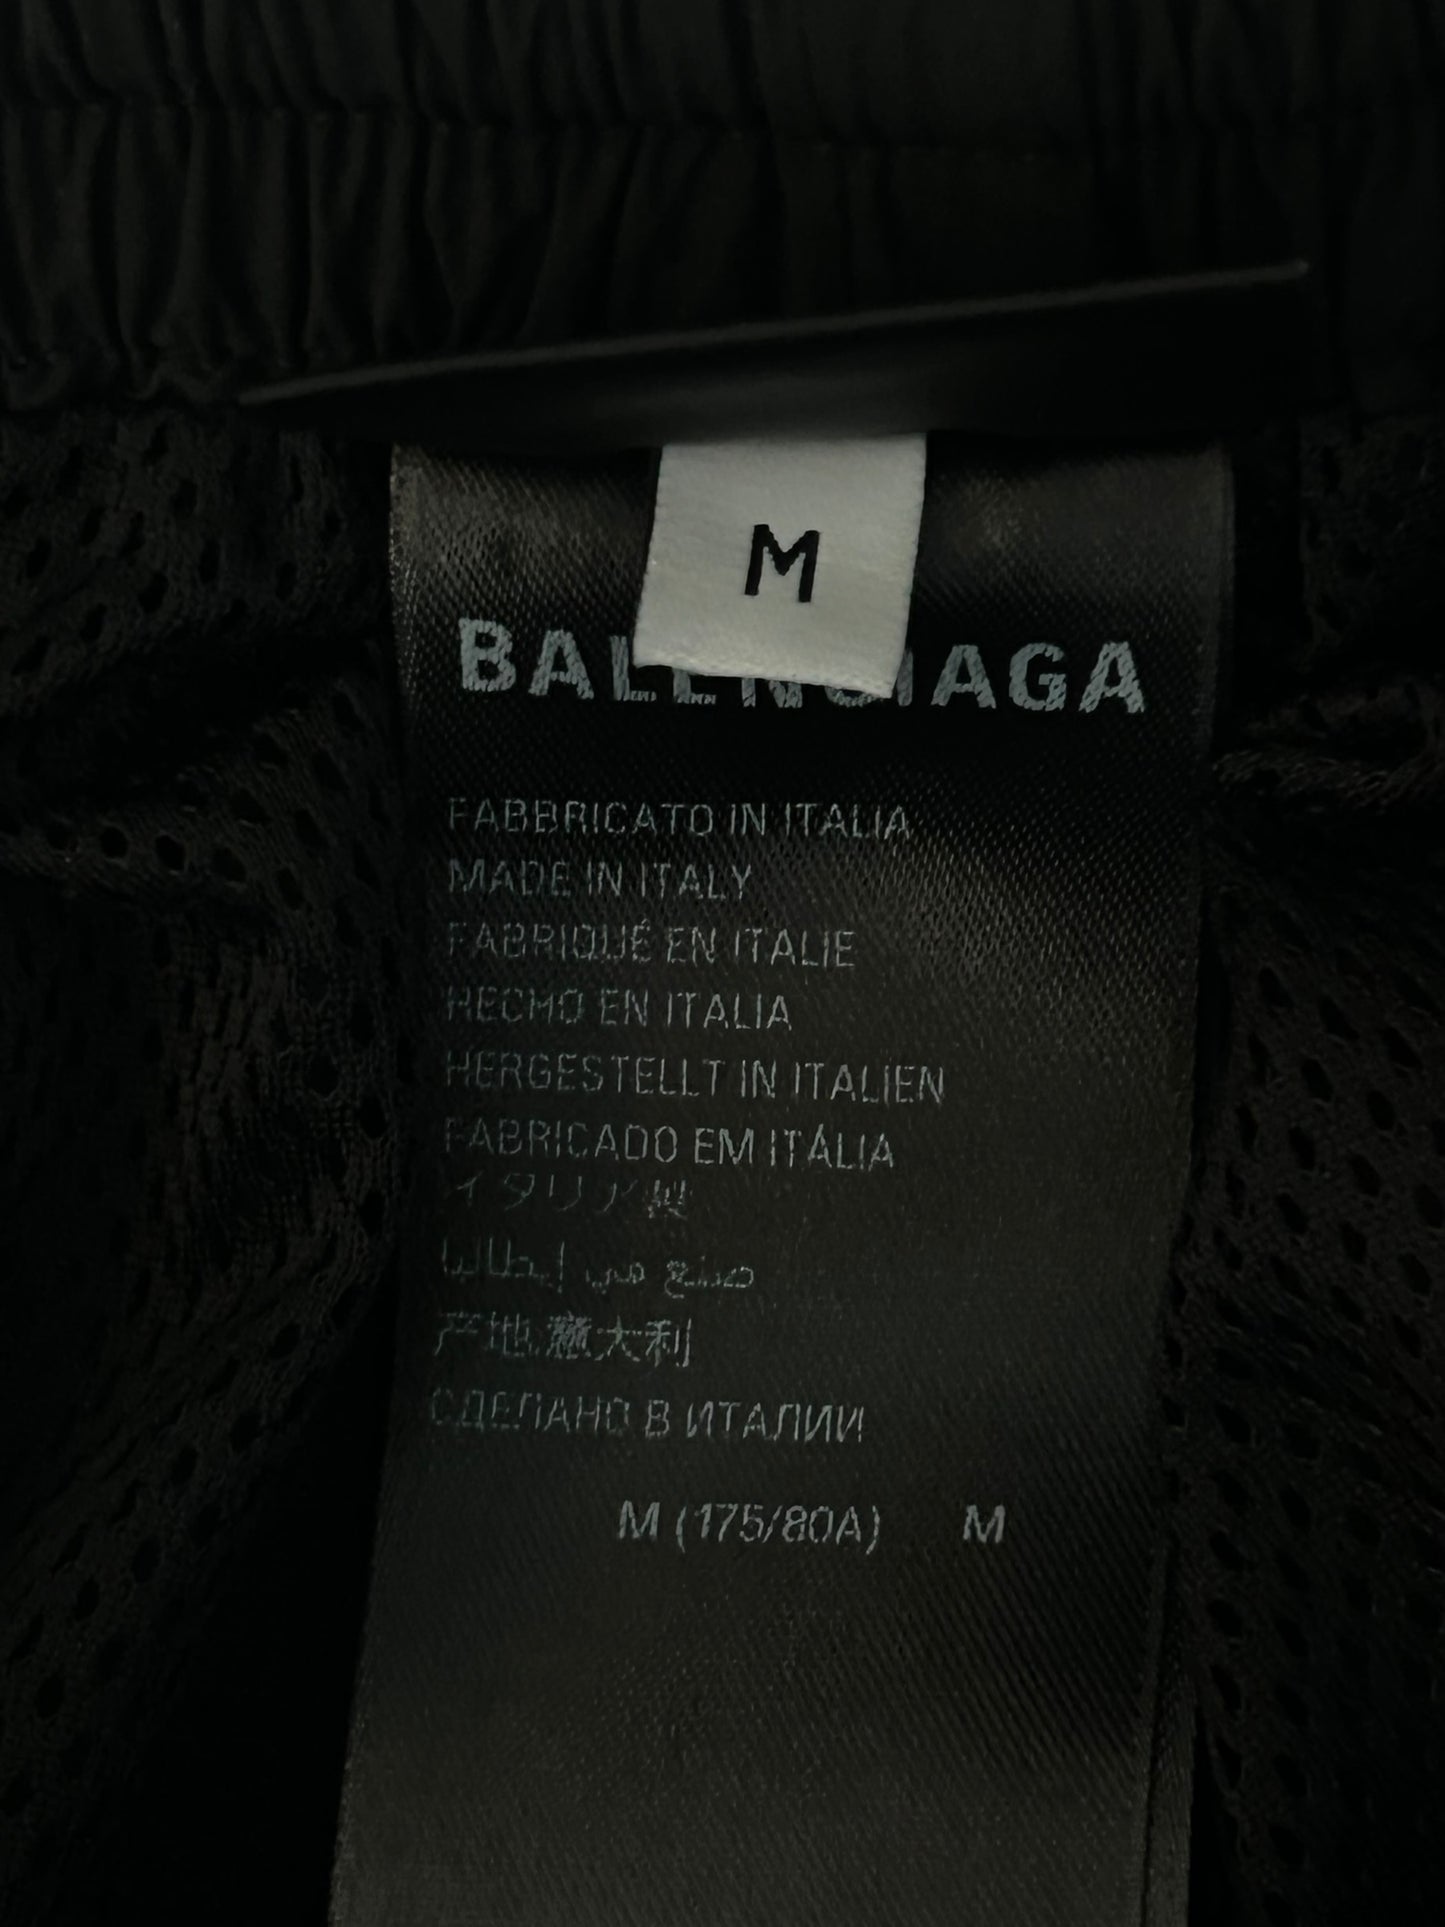 M
BALENCIAGA
FABBRICATO IN ITALIA
MADE IN ITALY
FABRIQUÉ EN ITALIE
HECHO EN ITALIA
HERGESTELLT IN ITALIEN
FABRICADO EM ITÁLIA
イタリア製
صنع في إيطاليا
产地:意大利
СДЕЛАНО В ИТАЛИИ
M (175/80A) M